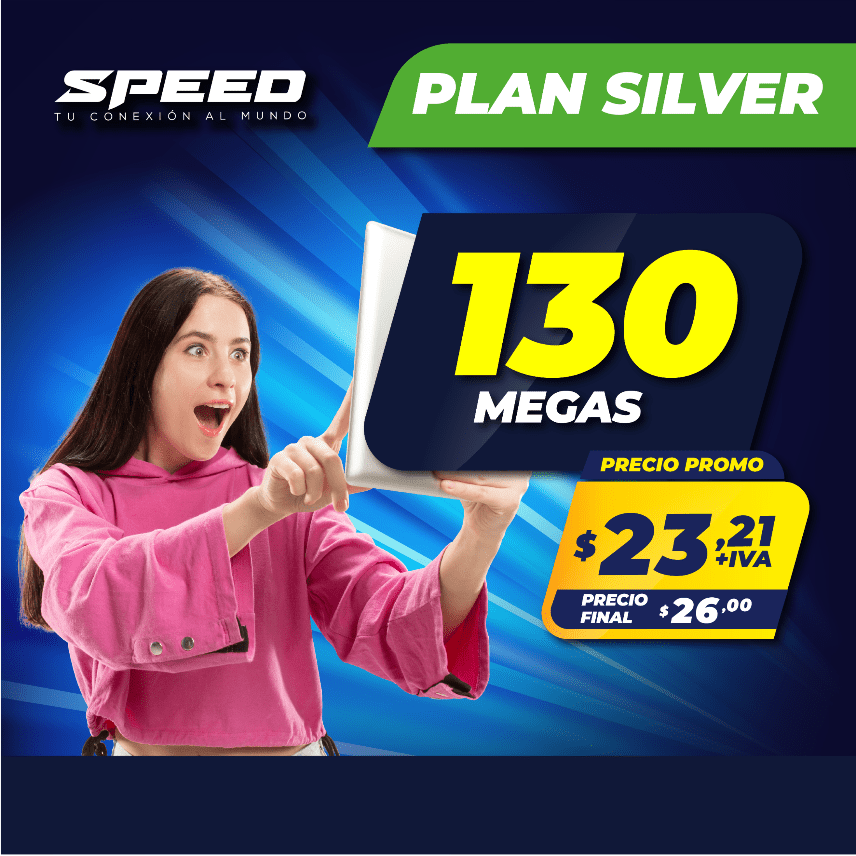 SPEED
TU CONEXIÓN AL MUNDO
PLAN SILVER
130
MEGAS
PRECIO PROMO
$23,21
+IVA
PRECIO
FINAL $26,00